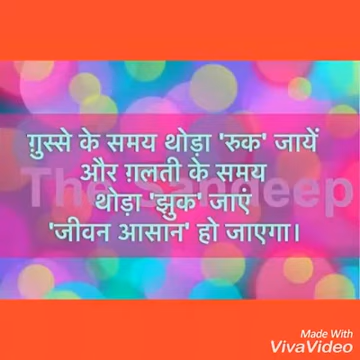 ग़ुस्से के समय थोड़ा 'रुक' जायें
और ग़लती के समय
The Sandeep
थोड़ा 'झुक' जाएं
'जीवन आसान' हो जाएगा।
Made With
VivaVideo